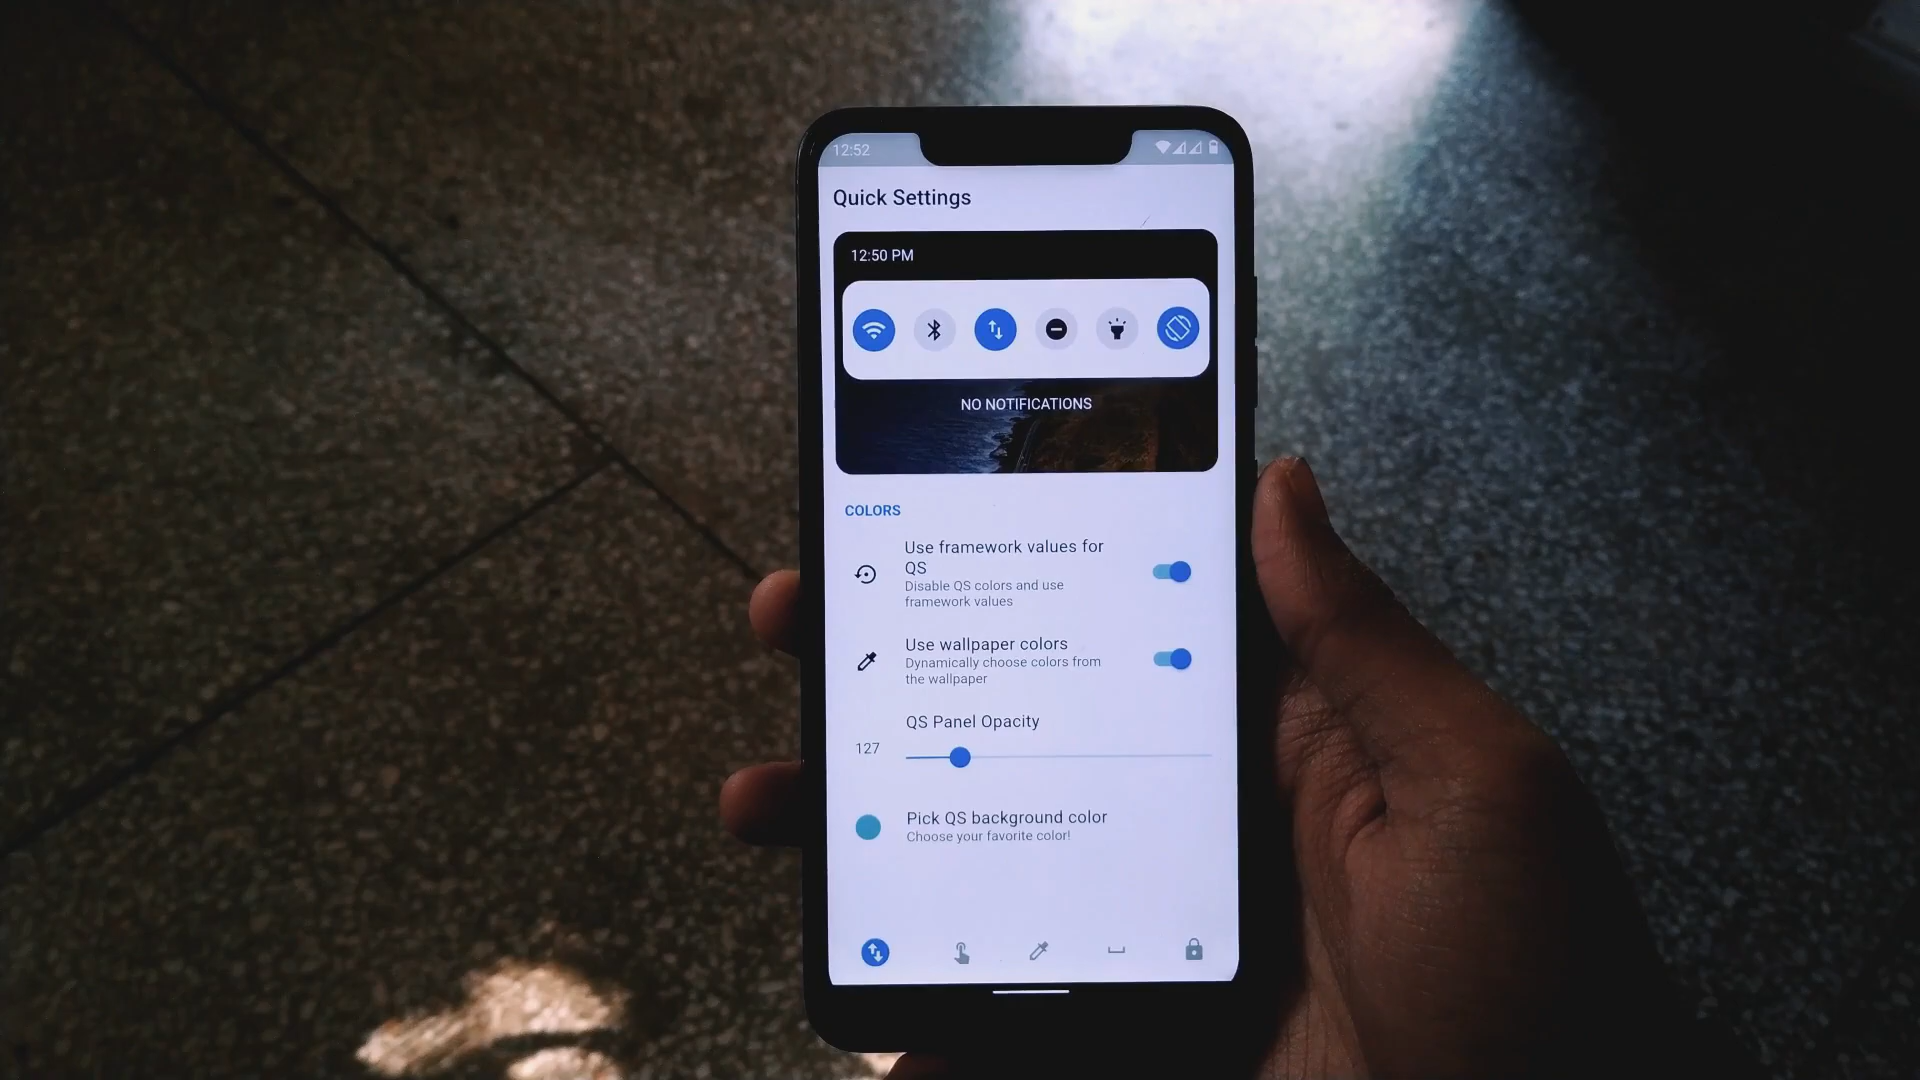 12:52
Quick Settings
12:50 PM
NO NOTIFICATIONS
COLORS
Use framework values for
QS
Disable QS colors and use
framework values
Use wallpaper colors
Dynamically choose colors from
the wallpaper
QS Panel Opacity
127
Pick QS background color
Choose your favorite color!